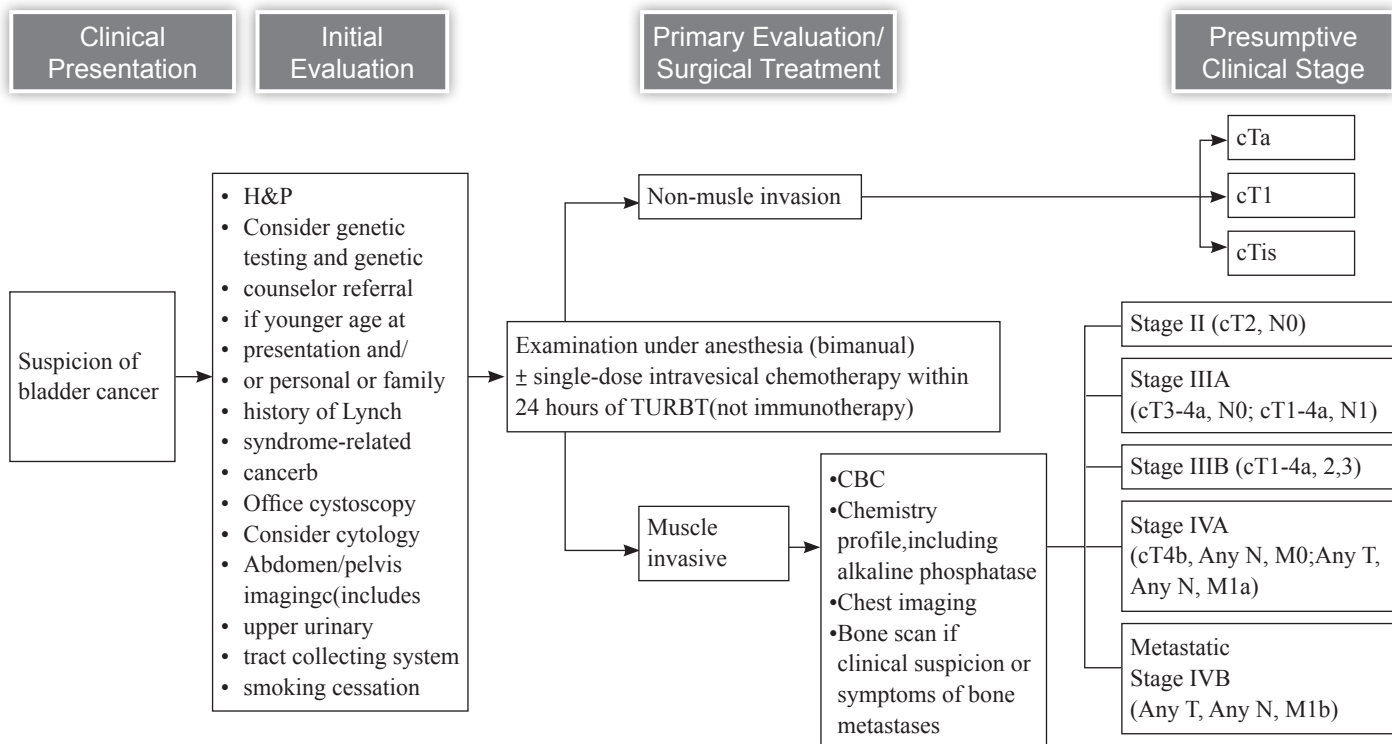 Clinical
Presentation
Initial
Evaluation
Primary Evaluation/
Surgical Treatment
Presumptive
Clinical Stage
Suspicion of
bladder cancer
• H&P
• Consider genetic
testing and genetic
• counselor referral
• if younger age at
• presentation and/
• or personal or family
• history of Lynch
• syndrome-related
• cancerb
• Office cystoscopy
• Consider cytology
• Abdomen/pelvis
imagingc(includes
• upper urinary
• tract collecting system
• smoking cessation
Examination under anesthesia (bimanual)
± single-dose intravesical chemotherapy within
24 hours of TURBT(not immunotherapy)
Non-musle invasion
cTa
cT1
cTis
Muscle
invasive
•CBC
•Chemistry
profile,including
alkaline phosphatase
•Chest imaging
•Bone scan if
clinical suspicion or
symptoms of bone
metastases
Stage II (cT2, N0)
Stage IIIA
(cT3-4a, N0; cT1-4a, N1)
Stage IIIB (cT1-4a, 2,3)
Stage IVA
(cT4b, Any N, M0;Any T,
Any N, M1a)
Metastatic
Stage IVB
(Any T, Any N, M1b)